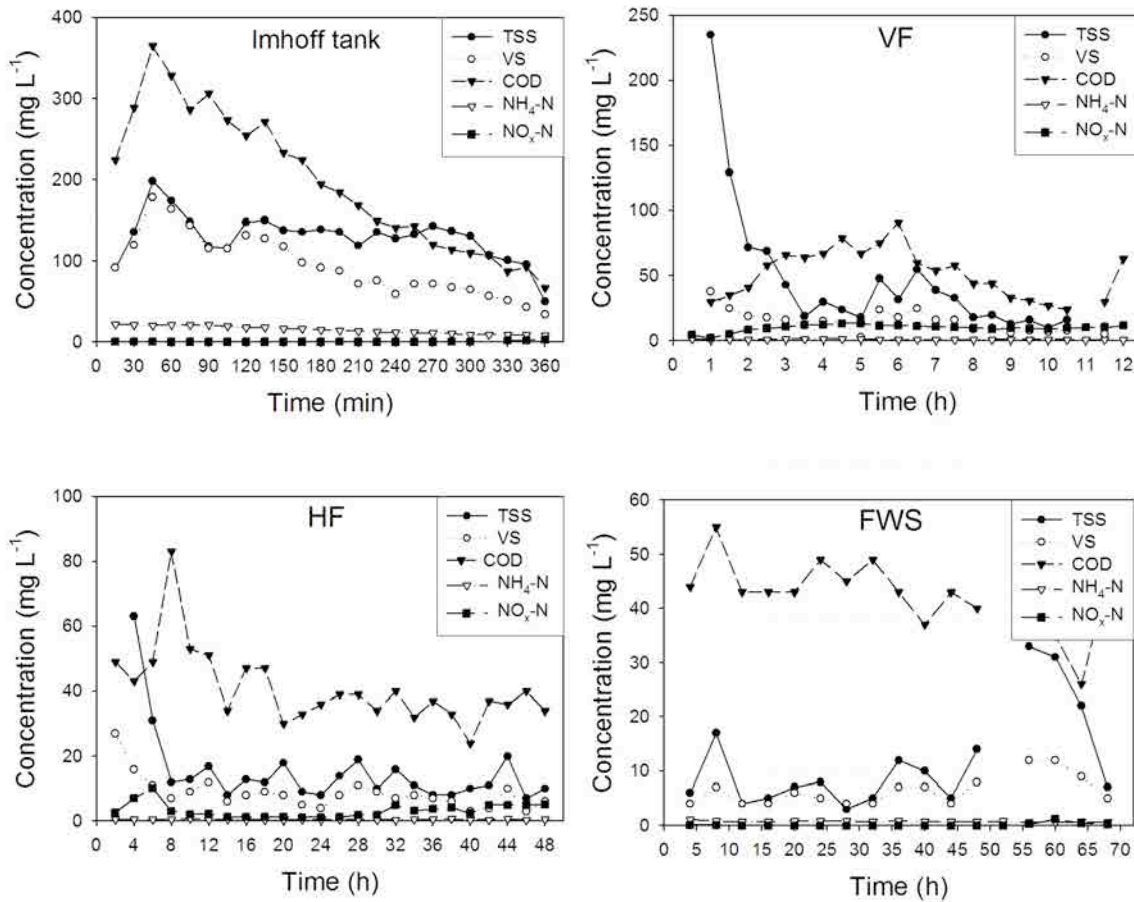 Imhoff tank
TSS
VS
COD
NH4-N
NOx-N
Concentration (mg L-1)
400
300
200
100
0
0 30 60 90 120 150 180 210 240 270 300 330 360
Time (min)
VF
TSS
VS
COD
NH4-N
NOx-N
Concentration (mg L-1)
250
200
150
100
50
0
0 1 2 3 4 5 6 7 8 9 10 11 12
Time (h)
HF
TSS
VS
COD
NH4-N
NOx-N
Concentration (mg L-1)
100
80
60
40
20
0
0 4 8 12 16 20 24 28 32 36 40 44 48
Time (h)
FWS
TSS
VS
COD
NH4-N
NOx-N
Concentration (mg L-1)
60
50
40
30
20
10
0
0 5 10 15 20 25 30 35 40 45 50 55 60 65 70
Time (h)